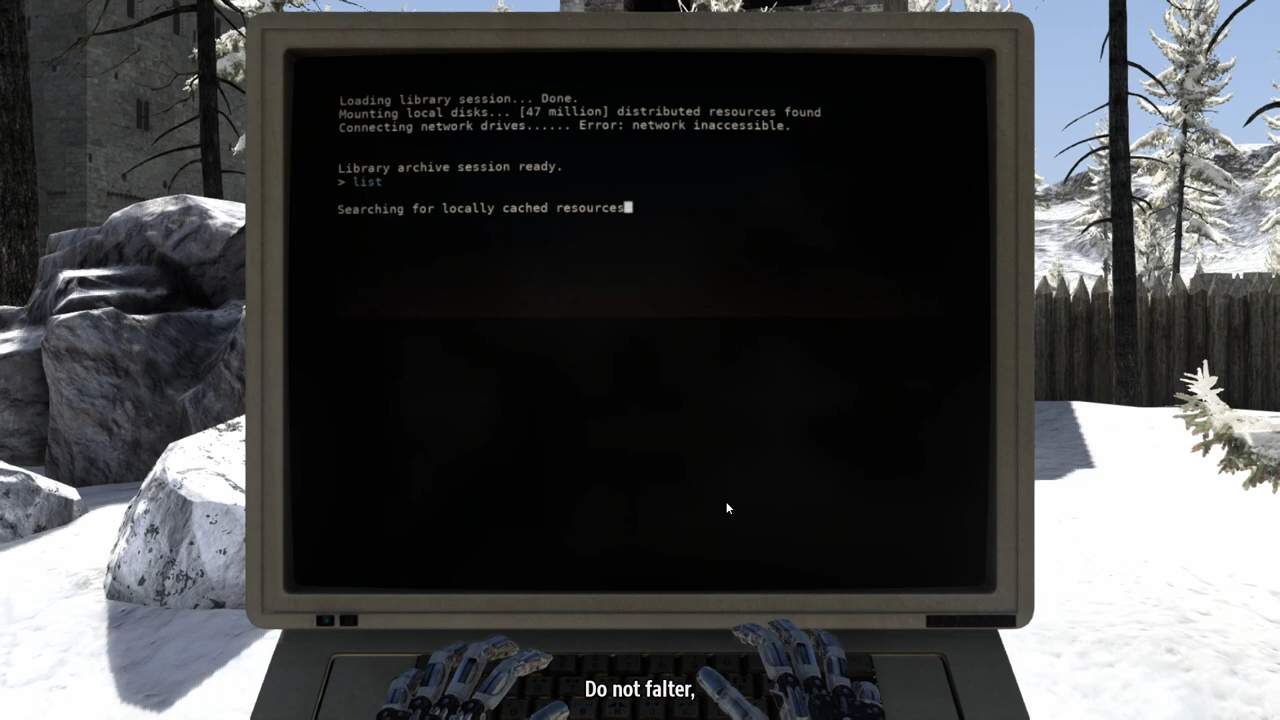 Loading library session... Done.
Mounting local disks... [47 million] distributed resources found
Connecting network drives...... Error: network inaccessible.
Library archive session ready.
> list
Searching for locally cached resources
Do not falter,